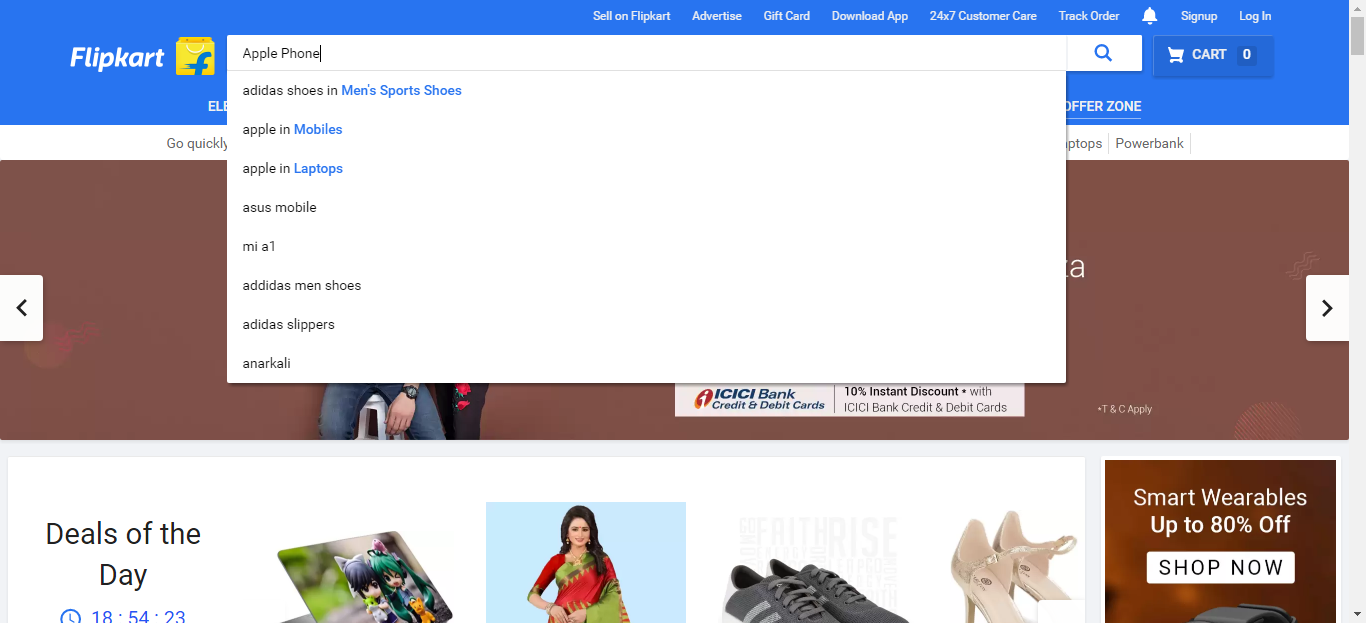 Sell on Flipkart Advertise Gift Card Download App 24x7 Customer Care Track Order Signup Log In
Flipkart
Apple Phone
CART 0
OFFER ZONE
Go quickly
Powerbank
adidas shoes in Men's Sports Shoes
apple in Mobiles
apple in Laptops
asus mobile
mi a1
addidas men shoes
adidas slippers
anarkali
ICICI Bank
Credit & Debit Cards
10% Instant Discount * with
ICICI Bank Credit & Debit Cards
*T & C Apply
Deals of the
Day
18 : 54 : 23
FAITH RISE
Smart Wearables
Up to 80% Off
SHOP NOW